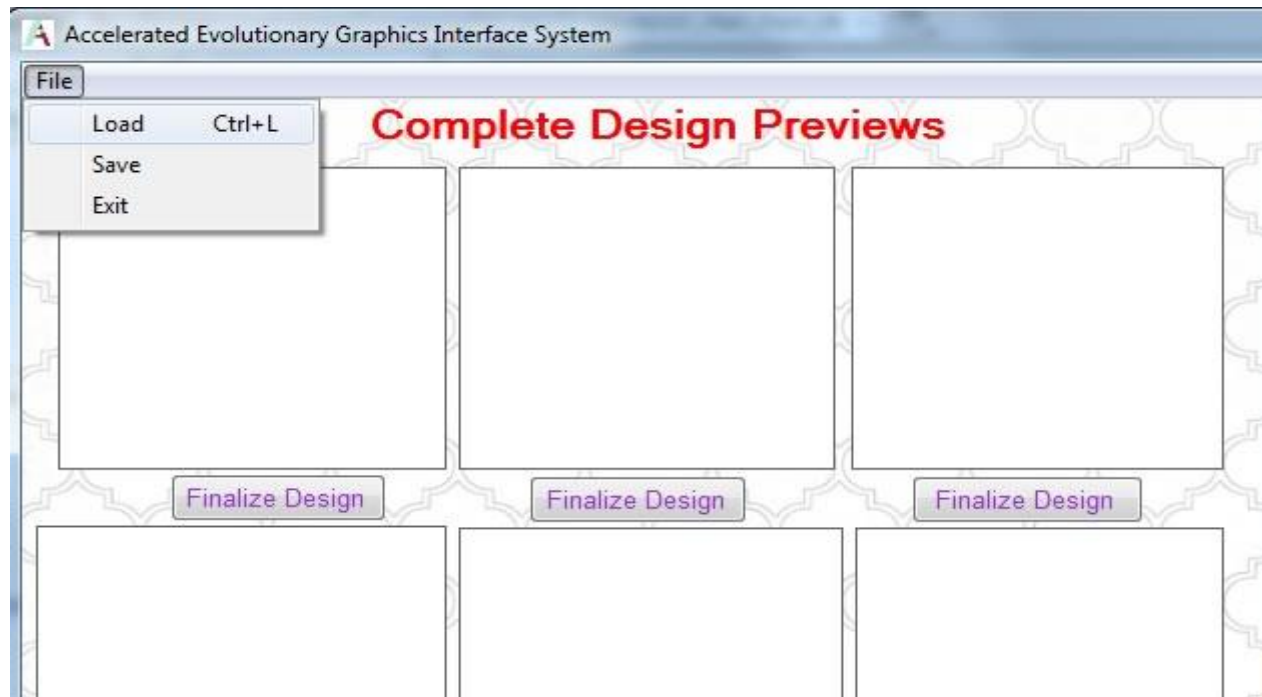 Accelerated Evolutionary Graphics Interface System
File
Load Ctrl+L
Save
Exit
Complete Design Previews
Finalize Design Finalize Design Finalize Design